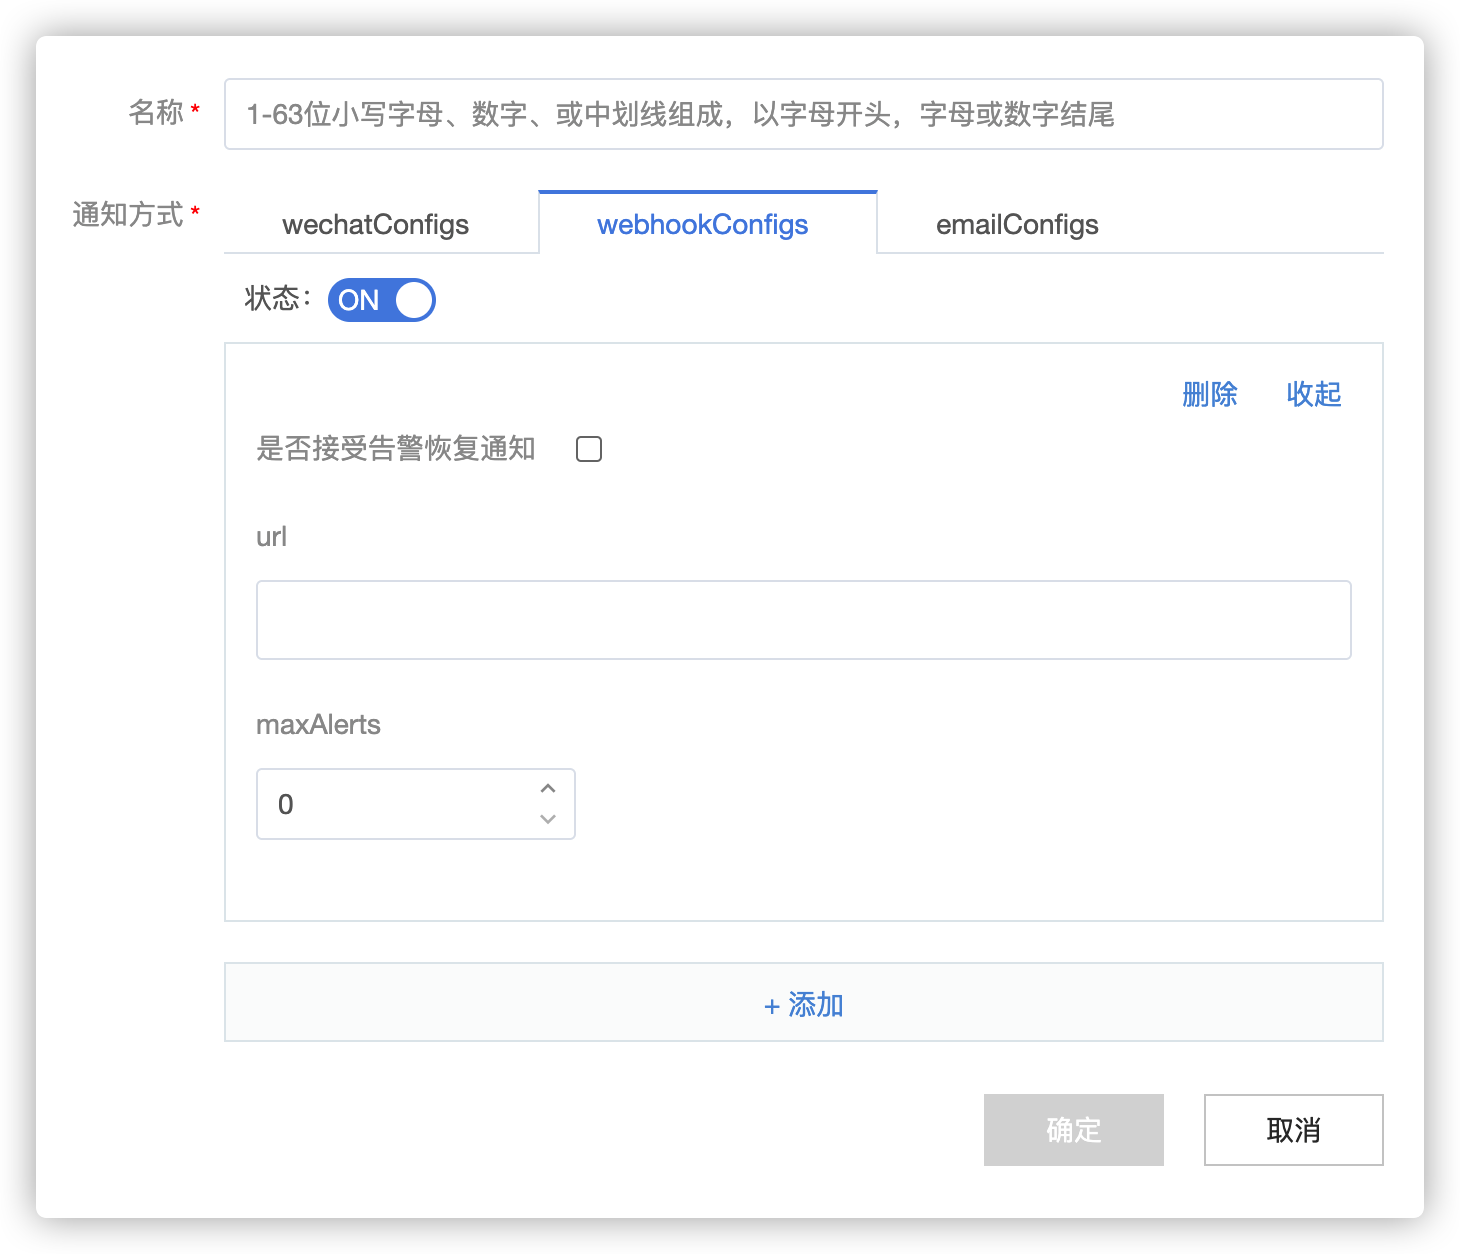 名称 *
1-63位小写字母、数字、或中划线组成，以字母开头，字母或数字结尾
通知方式 *
wechatConfigs
webhookConfigs
emailConfigs
状态：
ON
删除
收起
是否接受告警恢复通知
url
maxAlerts
0
+ 添加
确定
取消